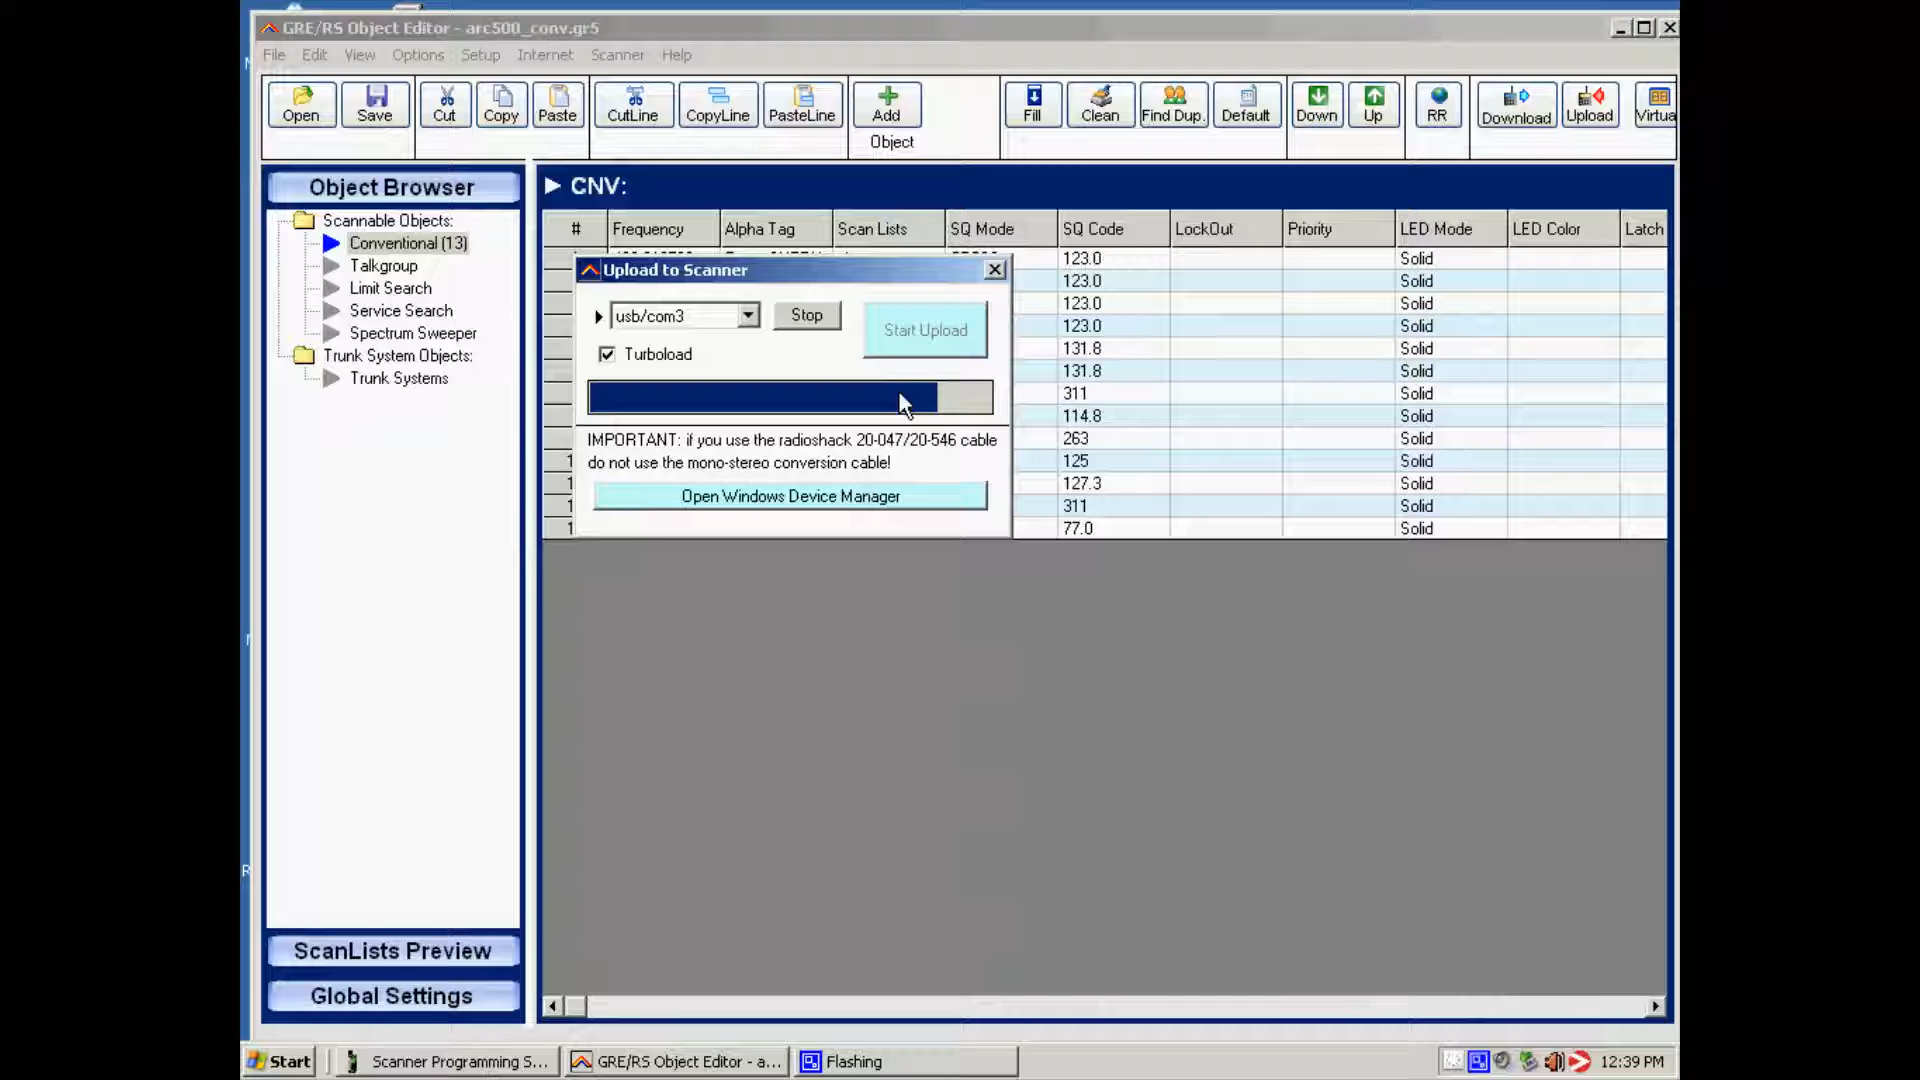 GRE/RS Object Editor - arc500_conv.gr5
File Edit View Options Setup Internet Scanner Help
Open Save Cut Copy Paste CutLine CopyLine PasteLine Add Fill Clean Find Dup. Default Down Up RR Download Upload Virtua
Object
Object Browser
Scannable Objects:
Conventional (13)
Talkgroup
Limit Search
Service Search
Spectrum Sweeper
Trunk System Objects:
Trunk Systems
ScanLists Preview
Global Settings
CNV:
# Frequency Alpha Tag Scan Lists SQ Mode SQ Code LockOut Priority LED Mode LED Color Latch
123.0 Solid
123.0 Solid
123.0 Solid
123.0 Solid
131.8 Solid
131.8 Solid
311 Solid
114.8 Solid
263 Solid
1 125 Solid
1 127.3 Solid
1 311 Solid
1 77.0 Solid
Upload to Scanner
usb/com3 Stop Start Upload
Turboload
IMPORTANT: if you use the radioshack 20-047/20-546 cable
do not use the mono-stereo conversion cable!
Open Windows Device Manager
Start Scanner Programming S... GRE/RS Object Editor - a... Flashing 12:39 PM